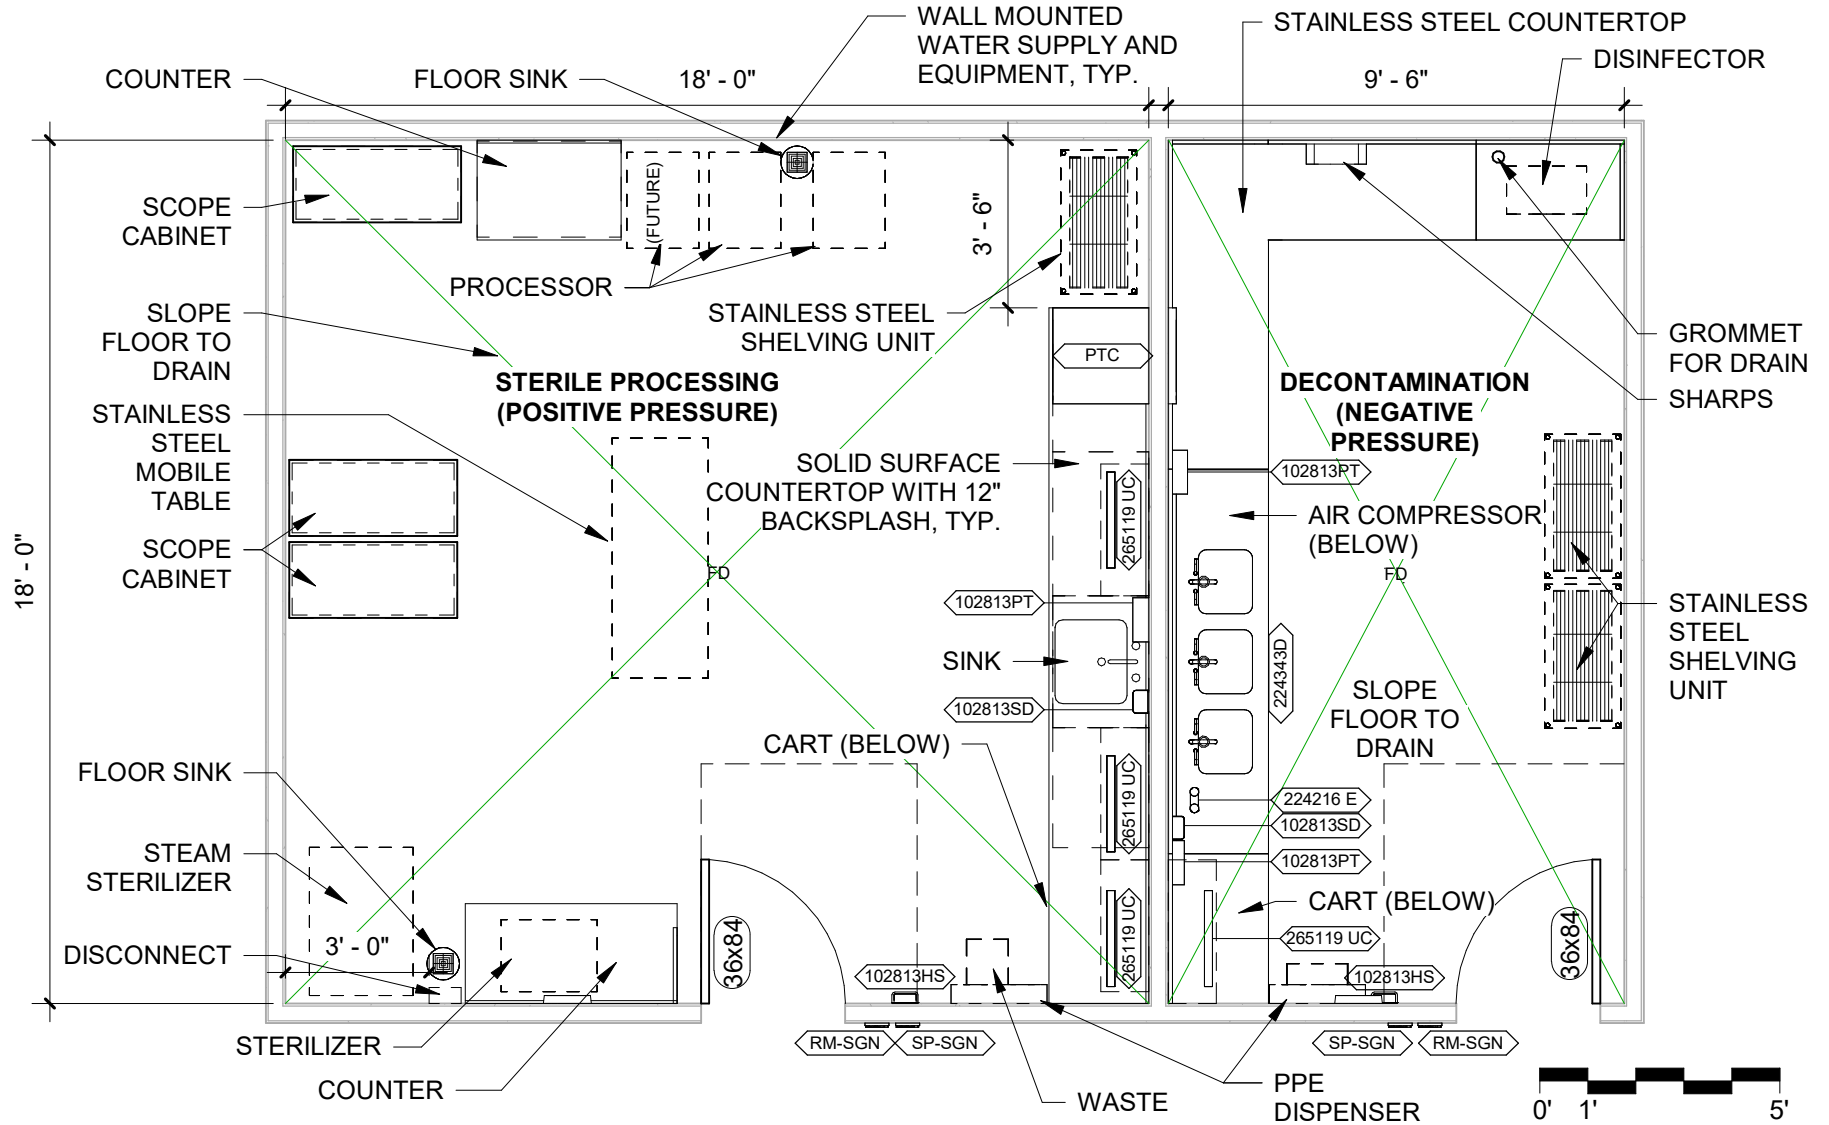 WALL MOUNTED
WATER SUPPLY AND
EQUIPMENT, TYP.
STAINLESS STEEL COUNTERTOP
DISINFECTOR
COUNTER
FLOOR SINK
18' - 0"
9' - 6"
SCOPE
CABINET
(FUTURE)
3' - 6"
PROCESSOR
SLOPE
FLOOR TO
DRAIN
STAINLESS STEEL
SHELVING UNIT
GROMMET
FOR DRAIN
PTC
STERILE PROCESSING
(POSITIVE PRESSURE)
DECONTAMINATION
(NEGATIVE
PRESSURE)
SHARPS
STAINLESS
STEEL
MOBILE
TABLE
SOLID SURFACE
COUNTERTOP WITH 12"
BACKSPLASH, TYP.
265119 UC
102813PT
AIR COMPRESSOR
(BELOW)
SCOPE
CABINET
18' - 0"
FD
FD
102813PT
STAINLESS
STEEL
SHELVING
UNIT
SINK
224343D
102813SD
SLOPE
FLOOR TO
DRAIN
CART (BELOW)
FLOOR SINK
265119 UC
224216 E
102813SD
102813PT
STEAM
STERILIZER
CART (BELOW)
36x84
265119 UC
265119 UC
36x84
DISCONNECT
3' - 0"
102813HS
102813HS
STERILIZER
RM-SGN
SP-SGN
SP-SGN
RM-SGN
COUNTER
WASTE
PPE
DISPENSER
0' 1' 5'